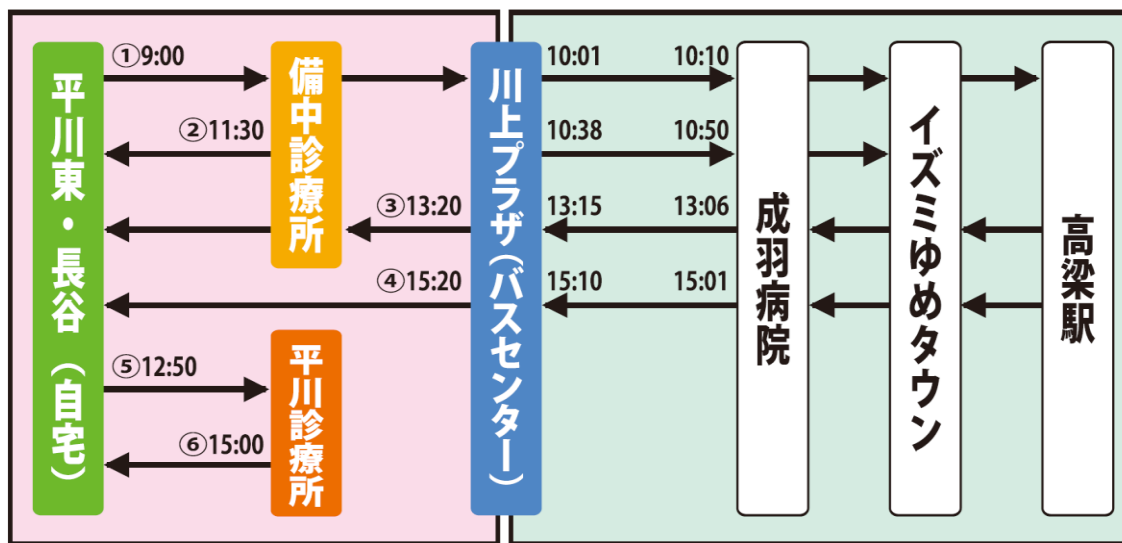 平川東・長谷（自宅）
備中診療所
平川診療所
川上プラザ（バスセンター）
成羽病院
イズミゆめタウン
高梁駅
①9:00
10:01 10:10
②11:30
10:38 10:50
③13:20
13:15 13:06
④15:20
15:10 15:01
⑤12:50
⑥15:00